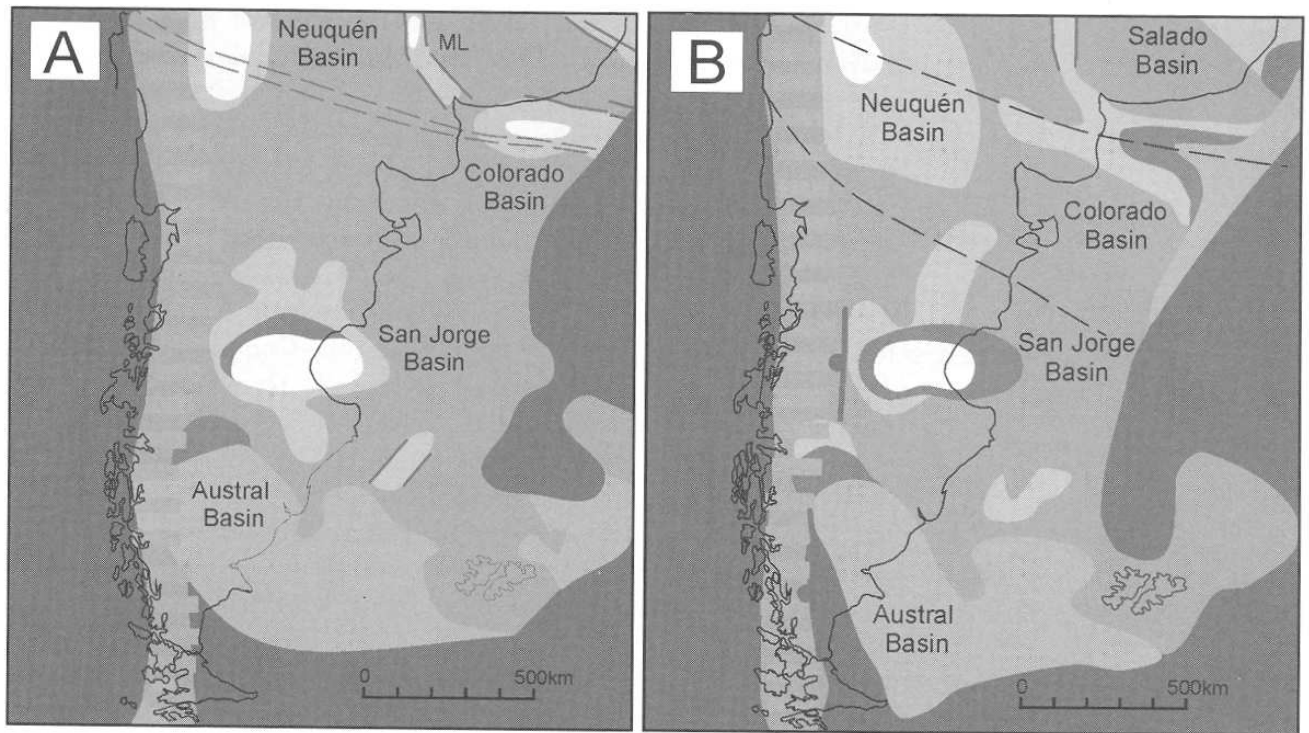 A
Neuquén
Basin
ML
Colorado
Basin
San Jorge
Basin
Austral
Basin
0 500km
B
Salado
Basin
Neuquén
Basin
Colorado
Basin
San Jorge
Basin
Austral
Basin
0 500km